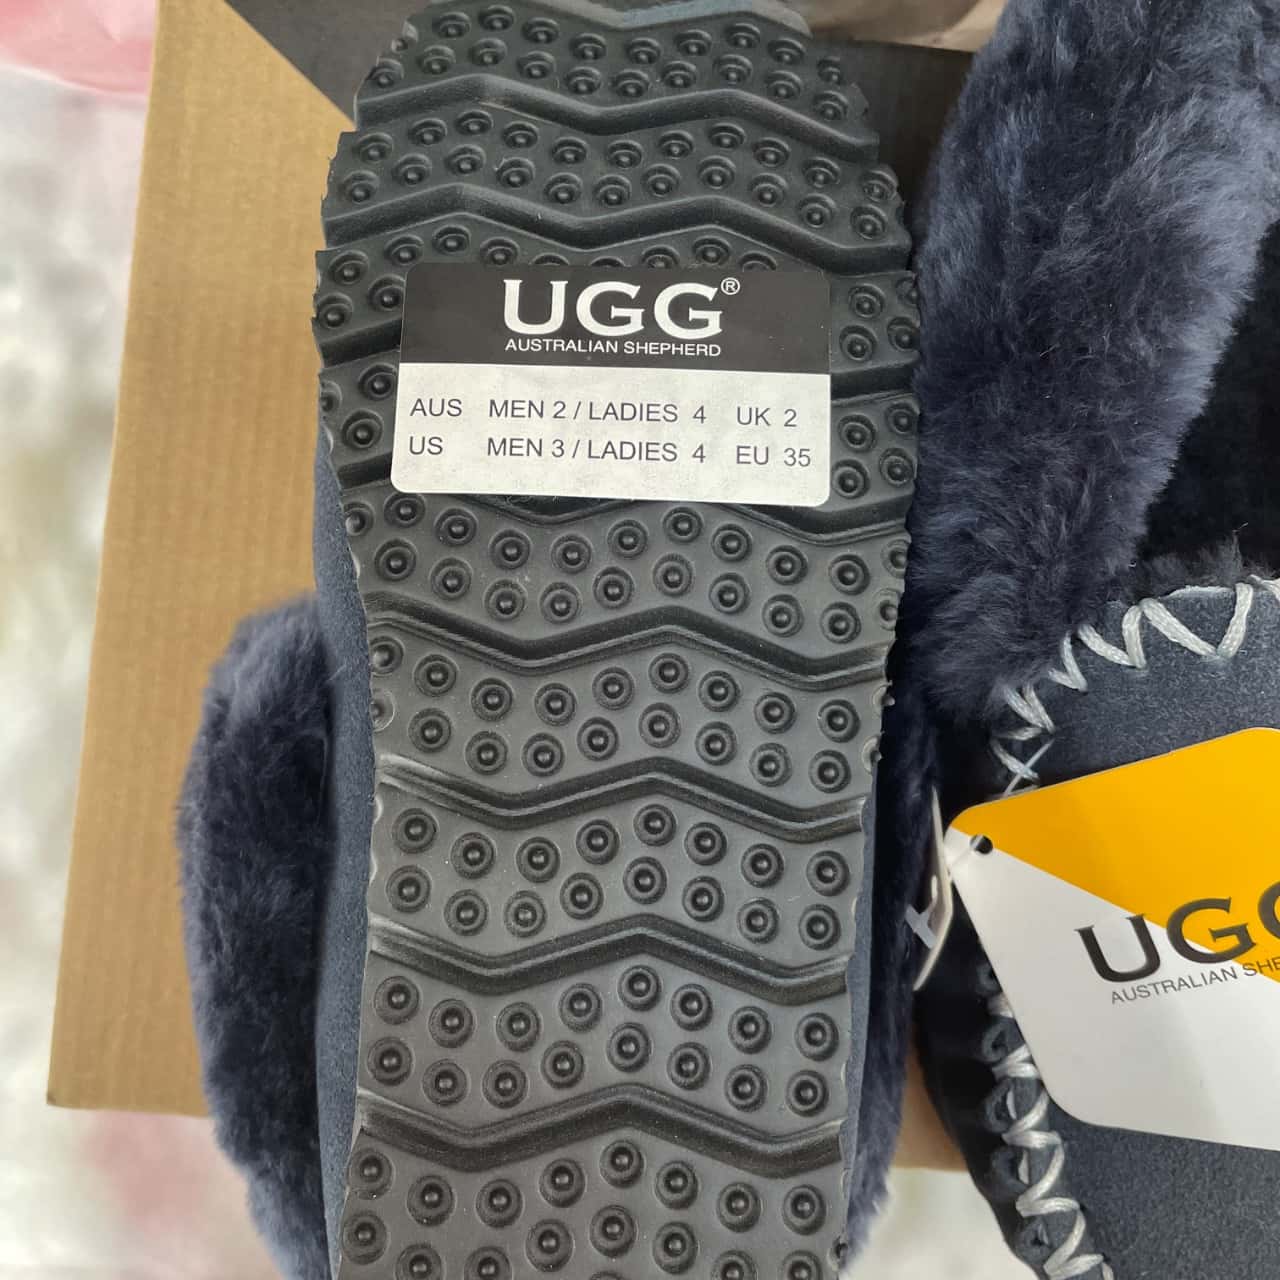 UGG®
AUSTRALIAN SHEPHERD
AUS MEN 2 / LADIES 4 UK 2
US MEN 3 / LADIES 4 EU 35
UGG
AUSTRALIAN SHE